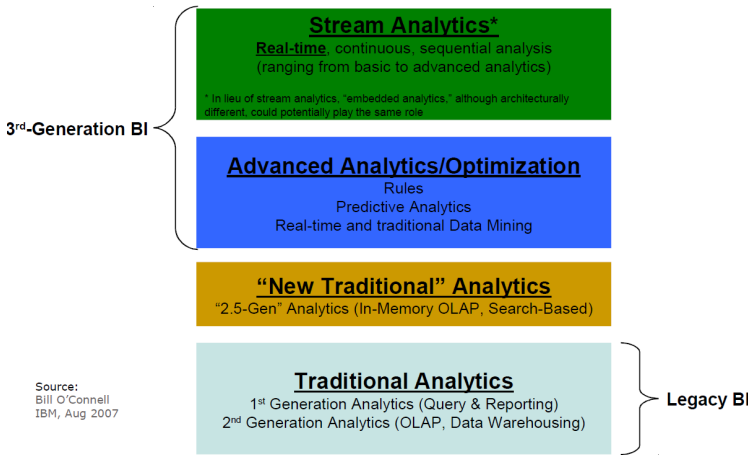 Stream Analytics*
Real-time, continuous, sequential analysis
(ranging from basic to advanced analytics)
* In lieu of stream analytics, “embedded analytics,” although architecturally
different, could potentially play the same role
3rd-Generation BI
Advanced Analytics/Optimization
Rules
Predictive Analytics
Real-time and traditional Data Mining
“New Traditional” Analytics
“2.5-Gen” Analytics (In-Memory OLAP, Search-Based)
Traditional Analytics
1st Generation Analytics (Query & Reporting)
2nd Generation Analytics (OLAP, Data Warehousing)
Legacy BI
Source:
Bill O’Connell
IBM, Aug 2007